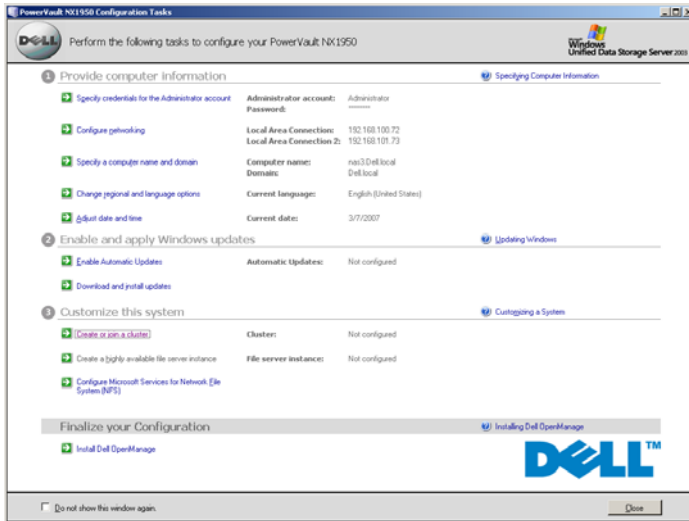 PowerVault NX1950 Configuration Tasks
DELL
Perform the following tasks to configure your PowerVault NX1950
Windows
Unified Data Storage Server 2003
1 Provide computer information
Specifying Computer Information
Specify credentials for the Administrator account
Administrator account: Administrator
Password: ********
Configure networking
Local Area Connection: 192.168.100.72
Local Area Connection 2: 192.168.101.73
Specify a computer name and domain
Computer name: nas3.Dell.local
Domain: Dell.local
Change regional and language options
Current language: English (United States)
Adjust date and time
Current date: 3/7/2007
2 Enable and apply Windows updates
Updating Windows
Enable Automatic Updates
Automatic Updates: Not configured
Download and install updates
3 Customize this system
Customizing a System
Create or join a cluster
Cluster: Not configured
Create a highly available file server instance
File server instance: Not configured
Configure Microsoft Services for Network File
System (NFS)
Finalize your Configuration
Installing Dell OpenManage
Install Dell OpenManage
DELL™
Do not show this window again.
Close